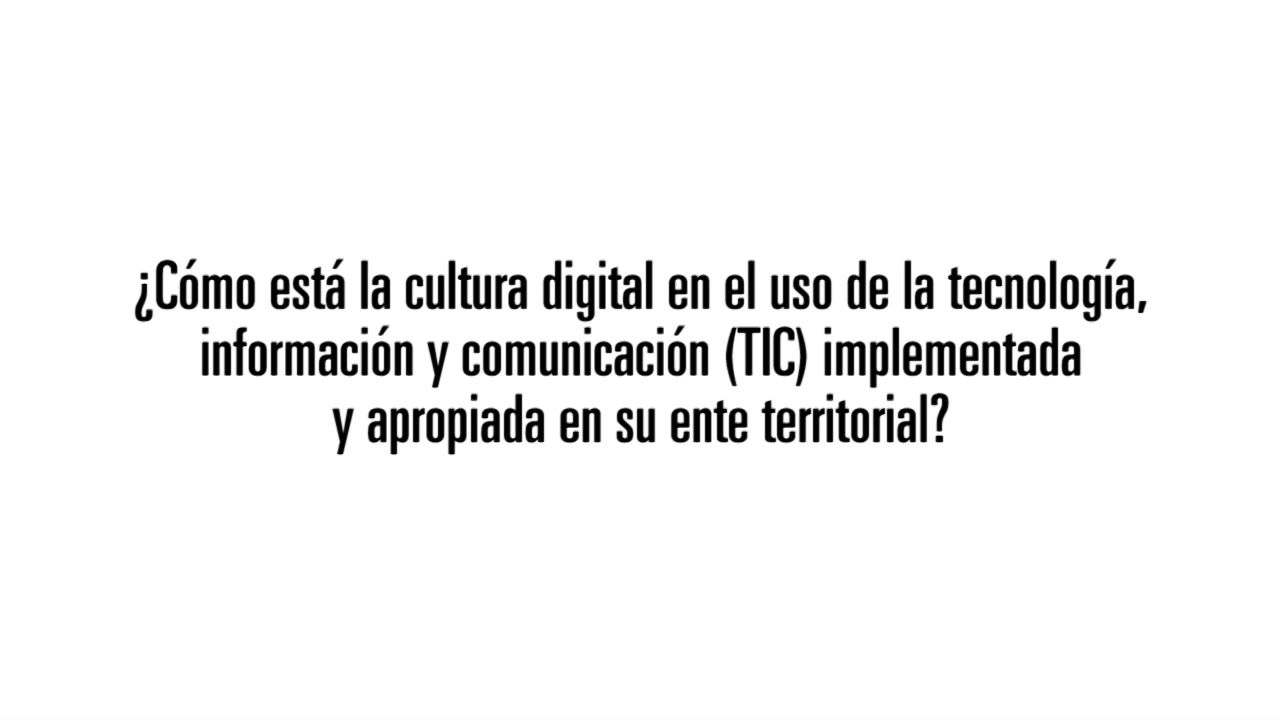 ¿Cómo está la cultura digital en el uso de la tecnología,
información y comunicación (TIC) implementada
y apropiada en su ente territorial?